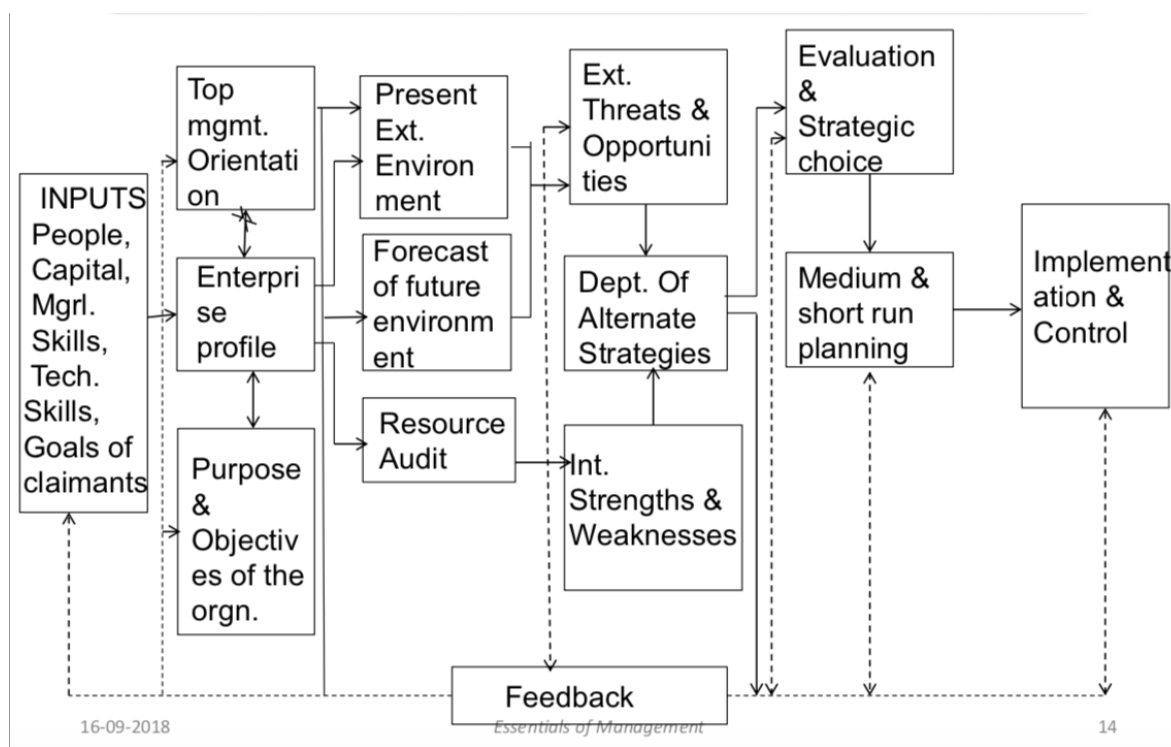 Top
mgmt.
Orientati
on
Present
Ext.
Environ
ment
Ext.
Threats &
Opportuni
ties
Evaluation
&
Strategic
choice
INPUTS
People,
Capital,
Mgrl.
Skills,
Tech.
Skills,
Goals of
claimants
Enterpri
se
profile
Forecast
of future
environm
ent
Dept. Of
Alternate
Strategies
Medium &
short run
planning
Implement
ation &
Control
Purpose
&
Objectiv
es of the
orgn.
Resource
Audit
Int.
Strengths &
Weaknesses
Feedback
16-09-2018
Essentials of Management
14